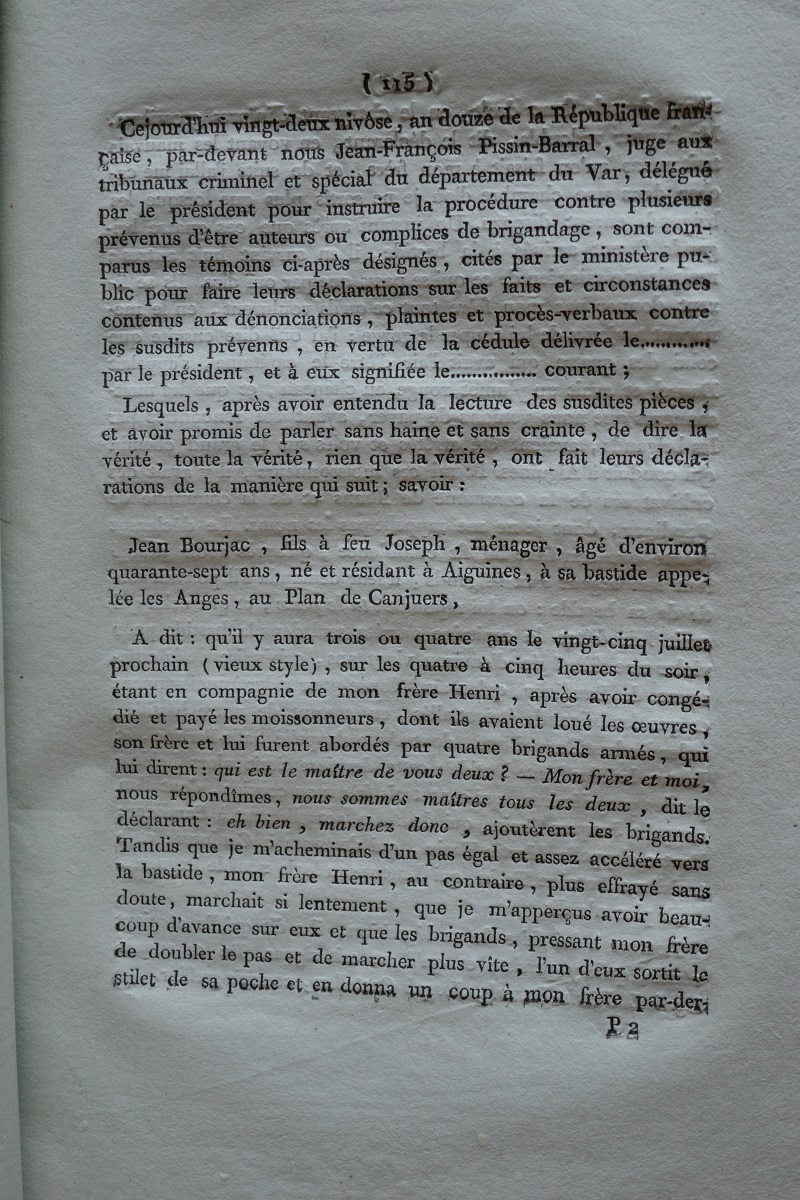 ( 115 )
Cejourd'hui vingt-deux nivôse, an douze de la République fran-
çaise, par-devant nous Jean-François Pissin-Barral, juge aux
tribunaux criminel et spécial du département du Var, délégué
par le président pour instruire la procédure contre plusieurs
prévenus d'être auteurs ou complices de brigandage, sont com-
parus les témoins ci-après désignés, cités par le ministère pu-
blic pour faire leurs déclarations sur les faits et circonstances
contenus aux dénonciations, plaintes et procès-verbaux contre
les susdits prévenns, en vertu de la cédule délivrée le............
par le président, et à eux signifiée le................ courant;
Lesquels, après avoir entendu la lecture des susdites pièces,
et avoir promis de parler sans haine et sans crainte, de dire la
vérité, toute la vérité, rien que la vérité, ont fait leurs décla-
rations de la manière qui suit; savoir:
Jean Bourjac, fils à feu Joseph, ménager, âgé d'environ
quarante-sept ans, né et résidant à Aiguines, à sa bastide appe-
lée les Anges, au Plan de Canjuers,
A dit: qu'il y aura trois ou quatre ans le vingt-cinq juillet
prochain (vieux style), sur les quatre à cinq heures du soir,
étant en compagnie de mon frère Henri, après avoir congé-
dié et payé les moissonneurs, dont ils avaient loué les œuvres,
son frère et lui furent abordés par quatre brigands armés, qui
lui dirent: qui est le maître de vous deux? — Mon frère et moi,
nous répondîmes, nous sommes maîtres tous les deux, dit le
déclarant: eh bien, marchez donc, ajoutèrent les brigands.
Tandis que je m'acheminais d'un pas égal et assez accéléré vers
la bastide, mon frère Henri, au contraire, plus effrayé sans
doute, marchait si lentement, que je m'apperçus avoir beau-
coup d'avance sur eux et que les brigands, pressant mon frère
de doubler le pas et de marcher plus vîte, l'un d'eux sortit le
stilet de sa poche et en donna un coup à mon frère par-der-
P 2